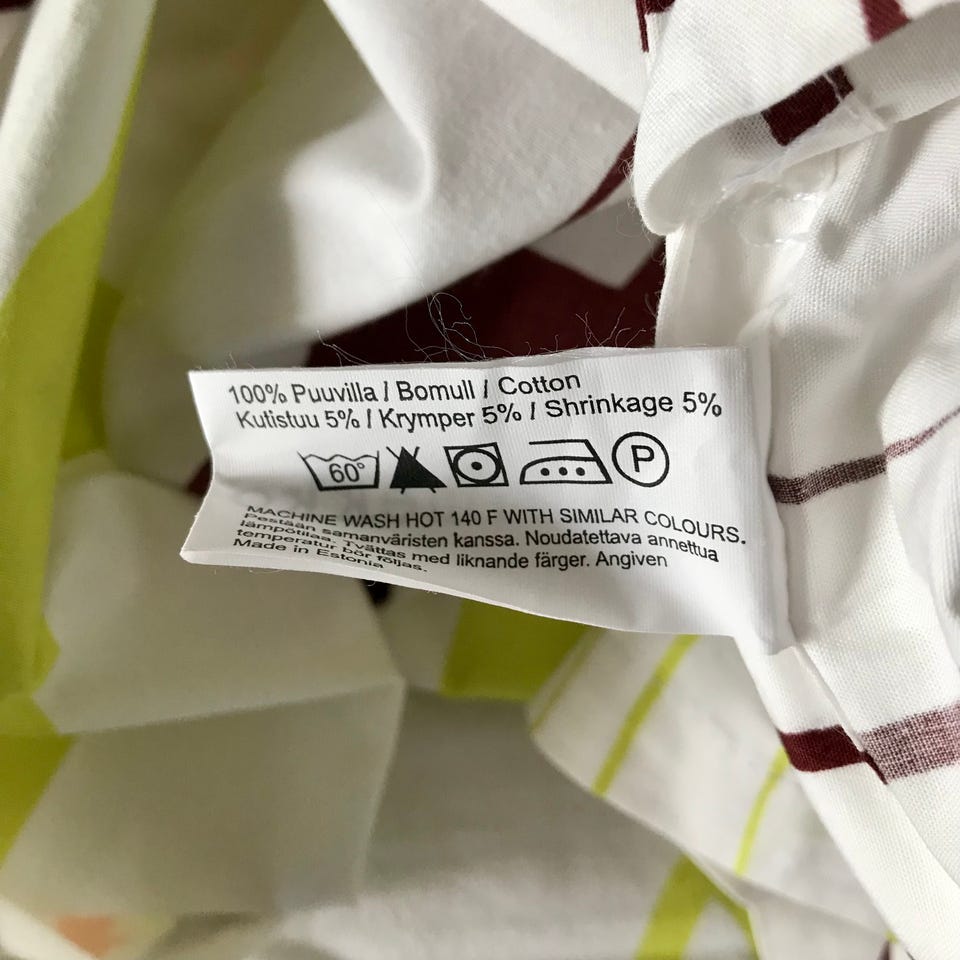 100% Puuvilla / Bomull / Cotton
Kutistuu 5% / Krymper 5% / Shrinkage 5%
60° P
MACHINE WASH HOT 140 F WITH SIMILAR COLOURS.
Pestään samanväristen kanssa. Noudatettava annettua
lämpötilaa. Tvättas med liknande färger. Angiven
temperatur bör följas.
Made in Estonia